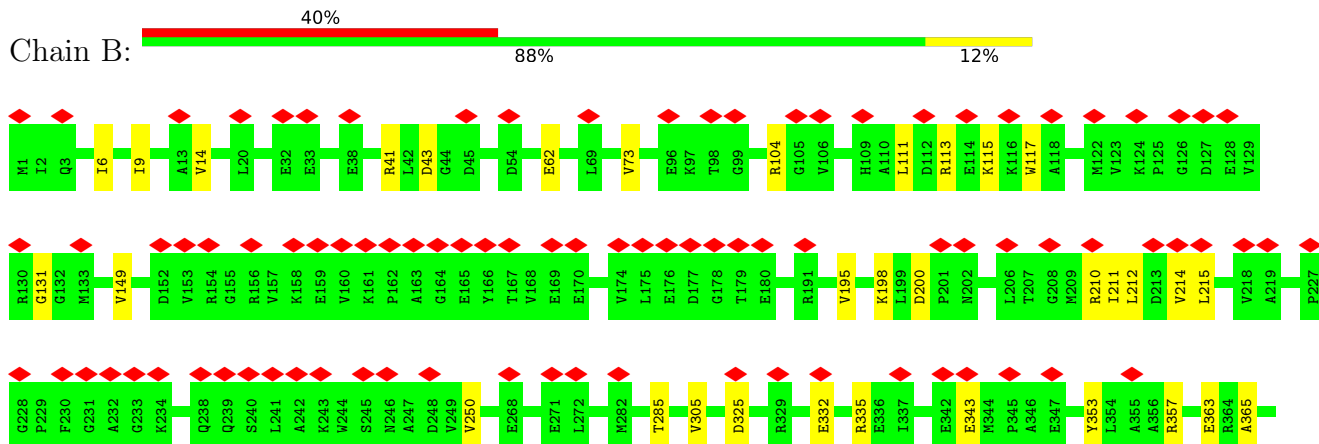 40%
Chain B:
88% 12%
M1 I2 Q3 I6 I9 A13 V14 L20 E32 E33 E38 R41 L42 D43 G44 D45 D54 E62 L69 V73 E96 K97 T98 G99 R104 G105 V106 H109 A110 L111 D112 R113 E114 K115 K116 W117 A118 M122 V123 K124 P125 G126 D127 E128 V129
R130 G131 G132 M133 V149 D152 V153 R154 G155 R156 V157 K158 E159 V160 K161 P162 A163 G164 E165 Y166 T167 V168 E169 E170 V174 L175 E176 D177 G178 T179 E180 R191 V195 K198 L199 D200 P201 N202 L206 T207 G208 M209 R210 I211 L212 D213 V214 L215 V218 A219 P227
G228 P229 F230 G231 A232 G233 K234 Q238 Q239 S240 L241 A242 K243 W244 S245 N246 A247 D248 V249 V250 E268 E271 L272 M282 T285 V305 D325 R329 E332 R335 E336 I337 E342 E343 M344 P345 A346 E347 Y353 L354 A355 A356 R357 E363 R364 A365